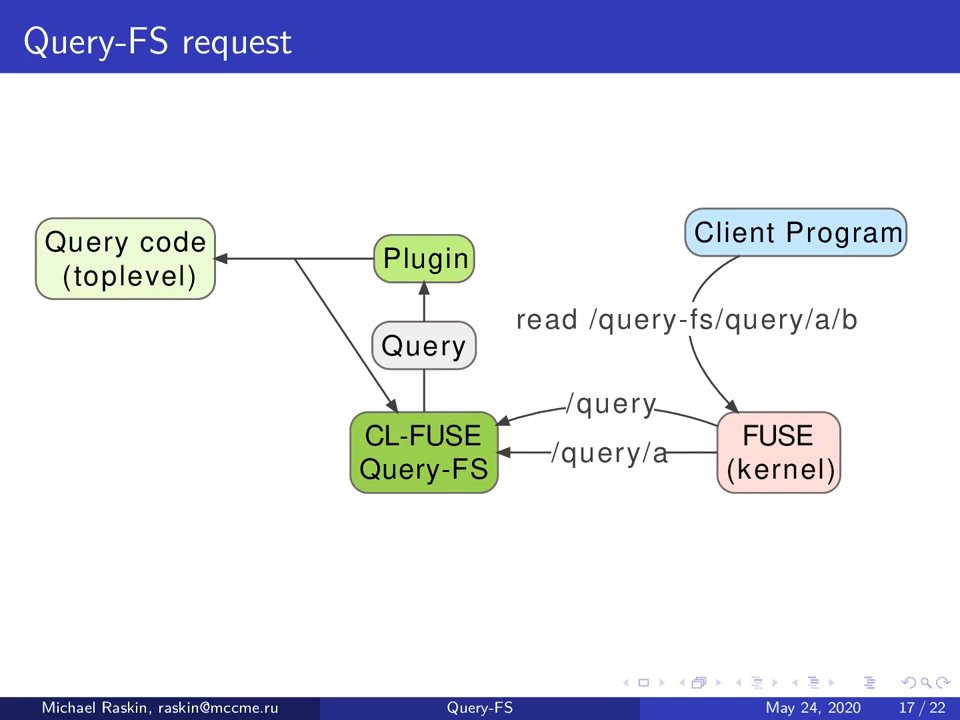 Query-FS request
Query code
(toplevel)
Plugin
Client Program
read /query-fs/query/a/b
Query
/query
CL-FUSE
Query-FS
/query/a
FUSE
(kernel)
Michael Raskin, raskin@mccme.ru
Query-FS
May 24, 2020
17 / 22